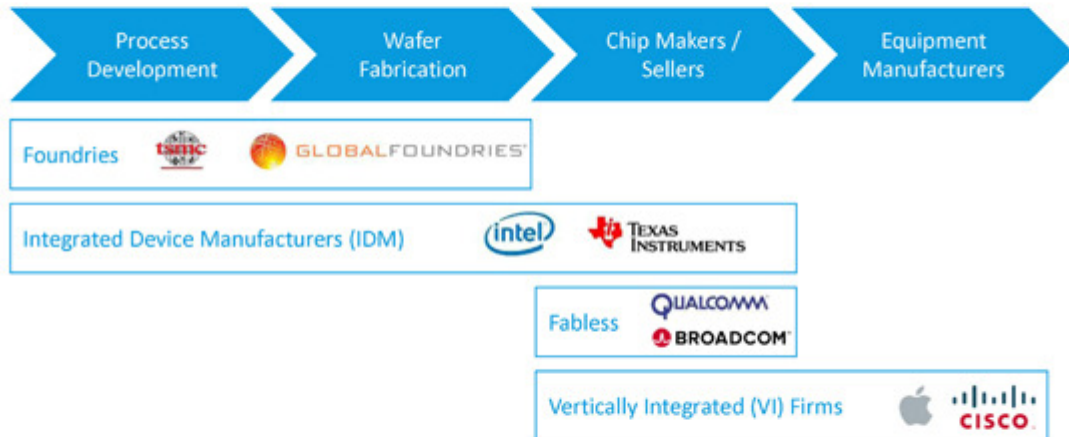 Process
Development
Wafer
Fabrication
Chip Makers /
Sellers
Equipment
Manufacturers
Foundries
tsmc
GLOBALFOUNDRIES
Integrated Device Manufacturers (IDM)
intel
TEXAS
INSTRUMENTS
Fabless
QUALCOMM
BROADCOM
Vertically Integrated (VI) Firms
CISCO